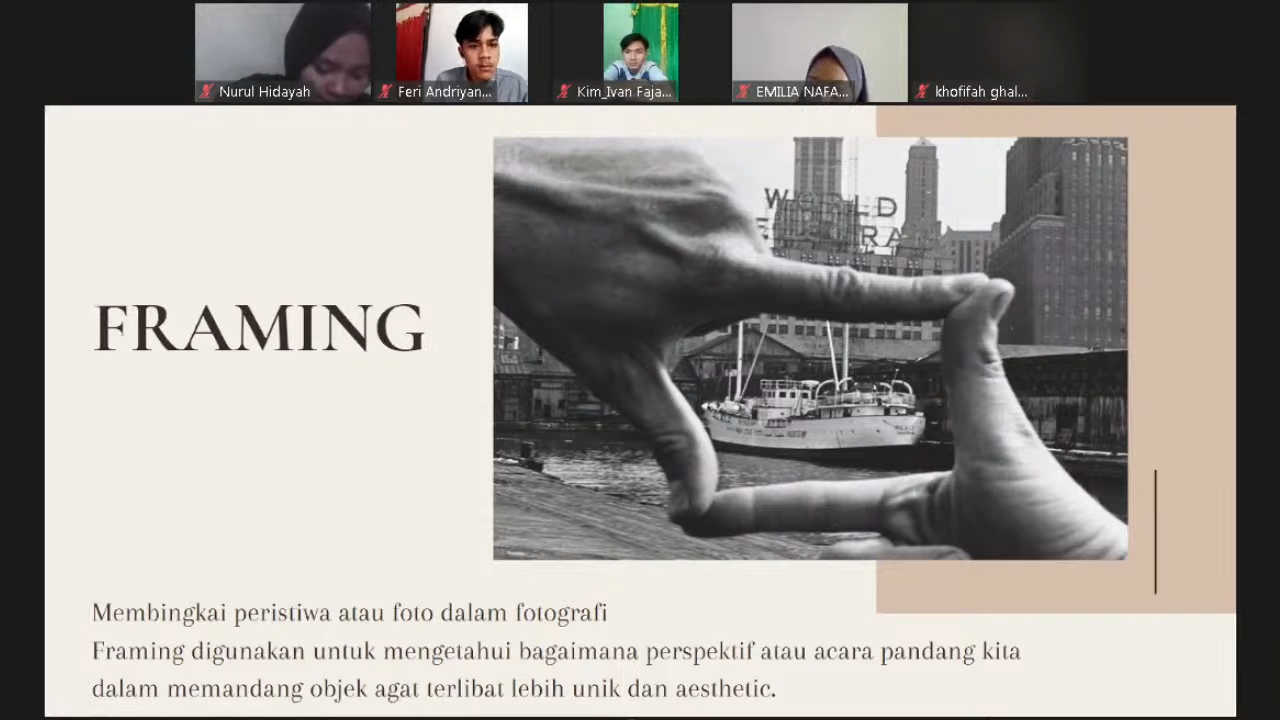 Nurul Hidayah
Feri Andriyan...
Kim_Ivan Faja...
EMILIA NAFA...
khofifah ghal...
WORLD
FRAMING
Membingkai peristiwa atau foto dalam fotografi
Framing digunakan untuk mengetahui bagaimana perspektif atau acara pandang kita
dalam memandang objek agat terlibat lebih unik dan aesthetic.